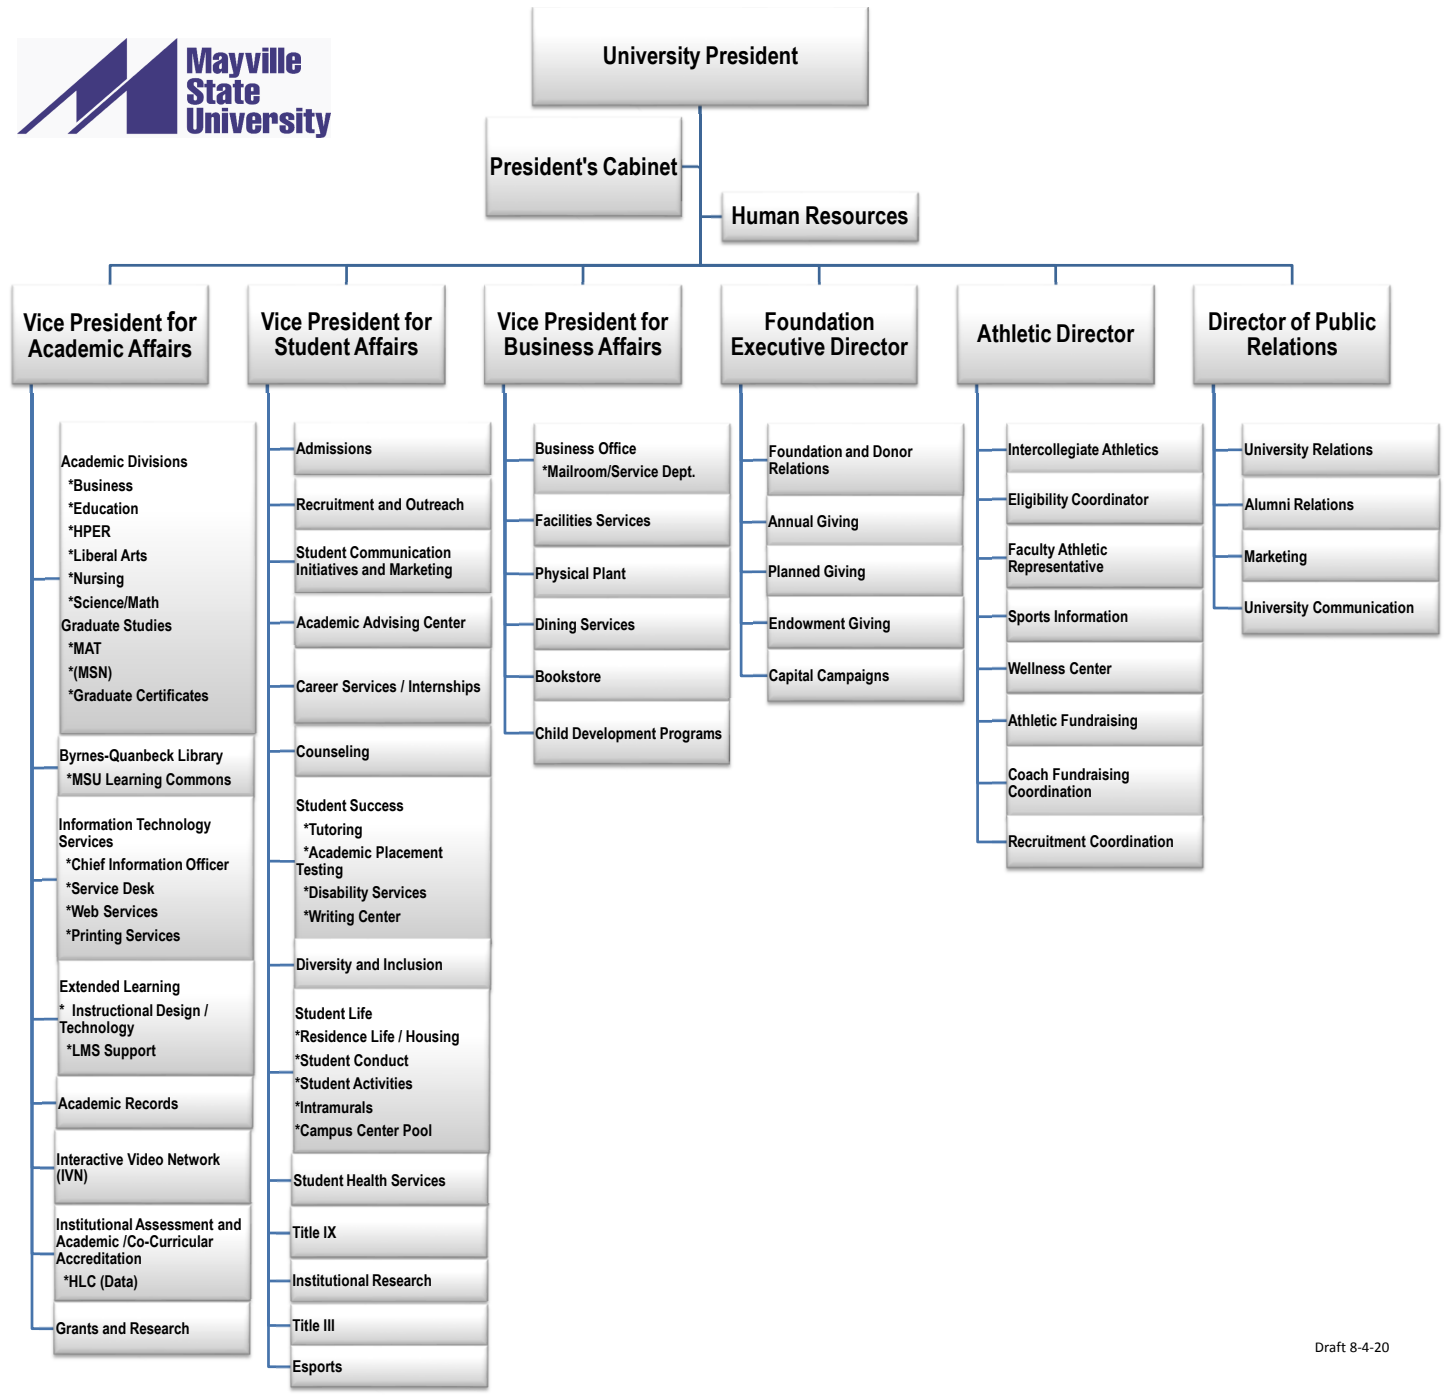 Mayville
State
University
University President
President's Cabinet
Human Resources
Vice President for
Academic Affairs
Academic Divisions
*Business
*Education
*HPER
*Liberal Arts
*Nursing
*Science/Math
Graduate Studies
*MAT
*(MSN)
*Graduate Certificates
Byrnes-Quanbeck Library
*MSU Learning Commons
Information Technology
Services
*Chief Information Officer
*Service Desk
*Web Services
*Printing Services
Extended Learning
* Instructional Design /
Technology
*LMS Support
Academic Records
Interactive Video Network
(IVN)
Institutional Assessment and
Academic /Co-Curricular
Accreditation
*HLC (Data)
Grants and Research
Vice President for
Student Affairs
Admissions
Recruitment and Outreach
Student Communication
Initiatives and Marketing
Academic Advising Center
Career Services / Internships
Counseling
Student Success
*Tutoring
*Academic Placement
Testing
*Disability Services
*Writing Center
Diversity and Inclusion
Student Life
*Residence Life / Housing
*Student Conduct
*Student Activities
*Intramurals
*Campus Center Pool
Student Health Services
Title IX
Institutional Research
Title III
Esports
Vice President for
Business Affairs
Business Office
*Mailroom/Service Dept.
Facilities Services
Physical Plant
Dining Services
Bookstore
Child Development Programs
Foundation
Executive Director
Foundation and Donor
Relations
Annual Giving
Planned Giving
Endowment Giving
Capital Campaigns
Athletic Director
Intercollegiate Athletics
Eligibility Coordinator
Faculty Athletic
Representative
Sports Information
Wellness Center
Athletic Fundraising
Coach Fundraising
Coordination
Recruitment Coordination
Director of Public
Relations
University Relations
Alumni Relations
Marketing
University Communication
Draft 8-4-20